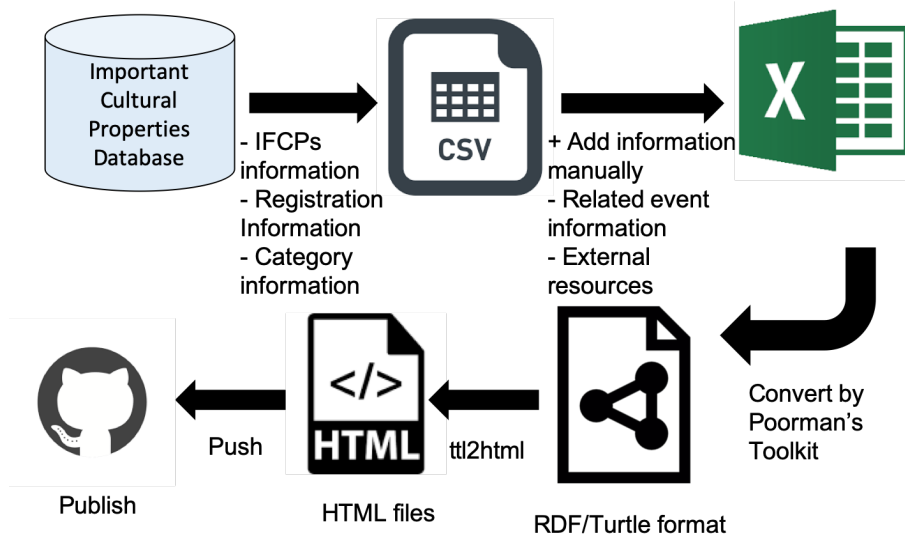 Important
Cultural
Properties
Database
- IFCPs
information
- Registration
Information
- Category
information
CSV
+ Add information
manually
- Related event
information
- External
resources
X
Convert by
Poorman's
Toolkit
RDF/Turtle format
ttl2html
</>
HTML
HTML files
Push
Publish